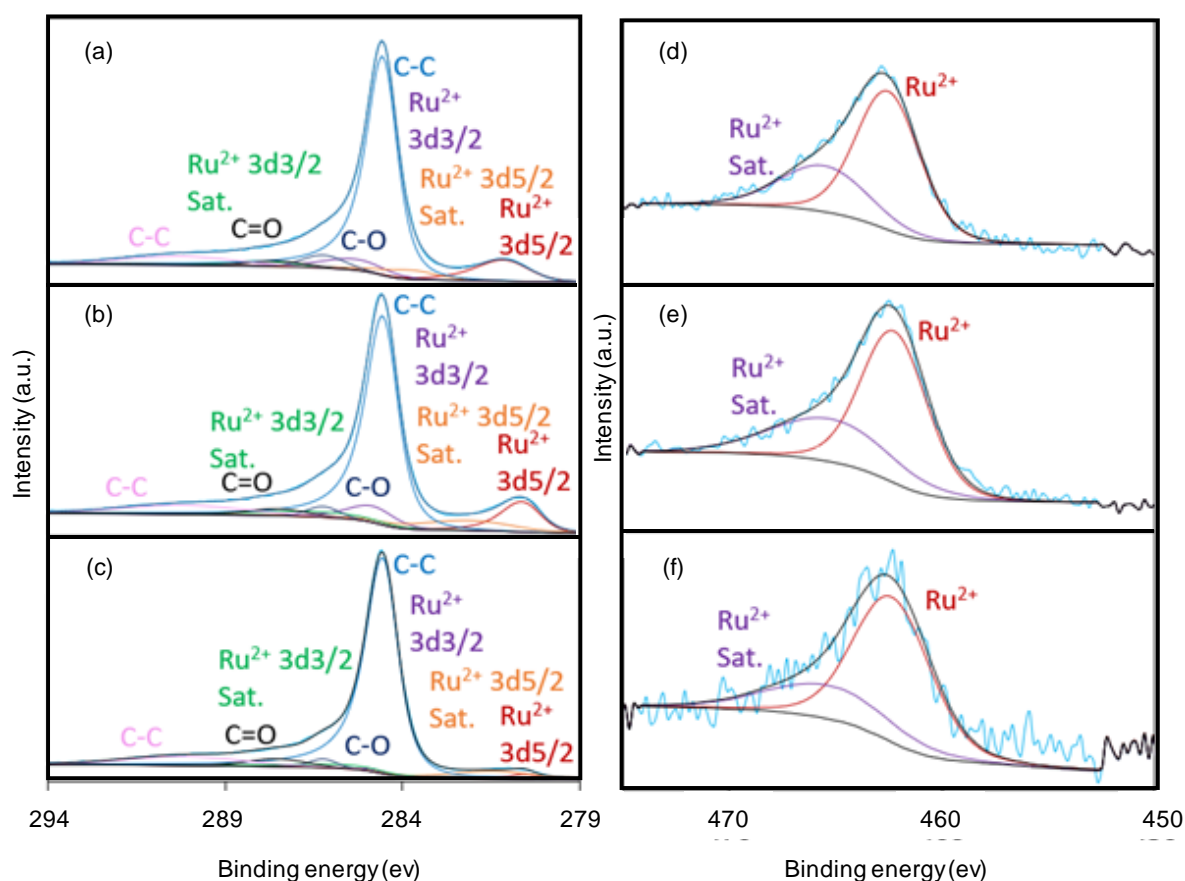 (a)
C-C
Ru²⁺
3d3/2
Ru²⁺ 3d3/2
Sat.
Ru²⁺ 3d5/2
Sat.
Ru²⁺
3d5/2
C-C
C=O
C-O
(b)
C-C
Ru²⁺
3d3/2
Ru²⁺ 3d3/2
Sat.
Ru²⁺ 3d5/2
Sat.
Ru²⁺
3d5/2
C-C
C=O
C-O
(c)
C-C
Ru²⁺
3d3/2
Ru²⁺ 3d3/2
Sat.
Ru²⁺ 3d5/2
Sat.
Ru²⁺
3d5/2
C-C
C=O
C-O
Intensity (a.u.)
294 289 284 279
Binding energy (ev)
(d)
Ru²⁺
Ru²⁺
Sat.
(e)
Ru²⁺
Ru²⁺
Sat.
(f)
Ru²⁺
Ru²⁺
Sat.
Intensity (a.u.)
470 460 450
Binding energy (ev)